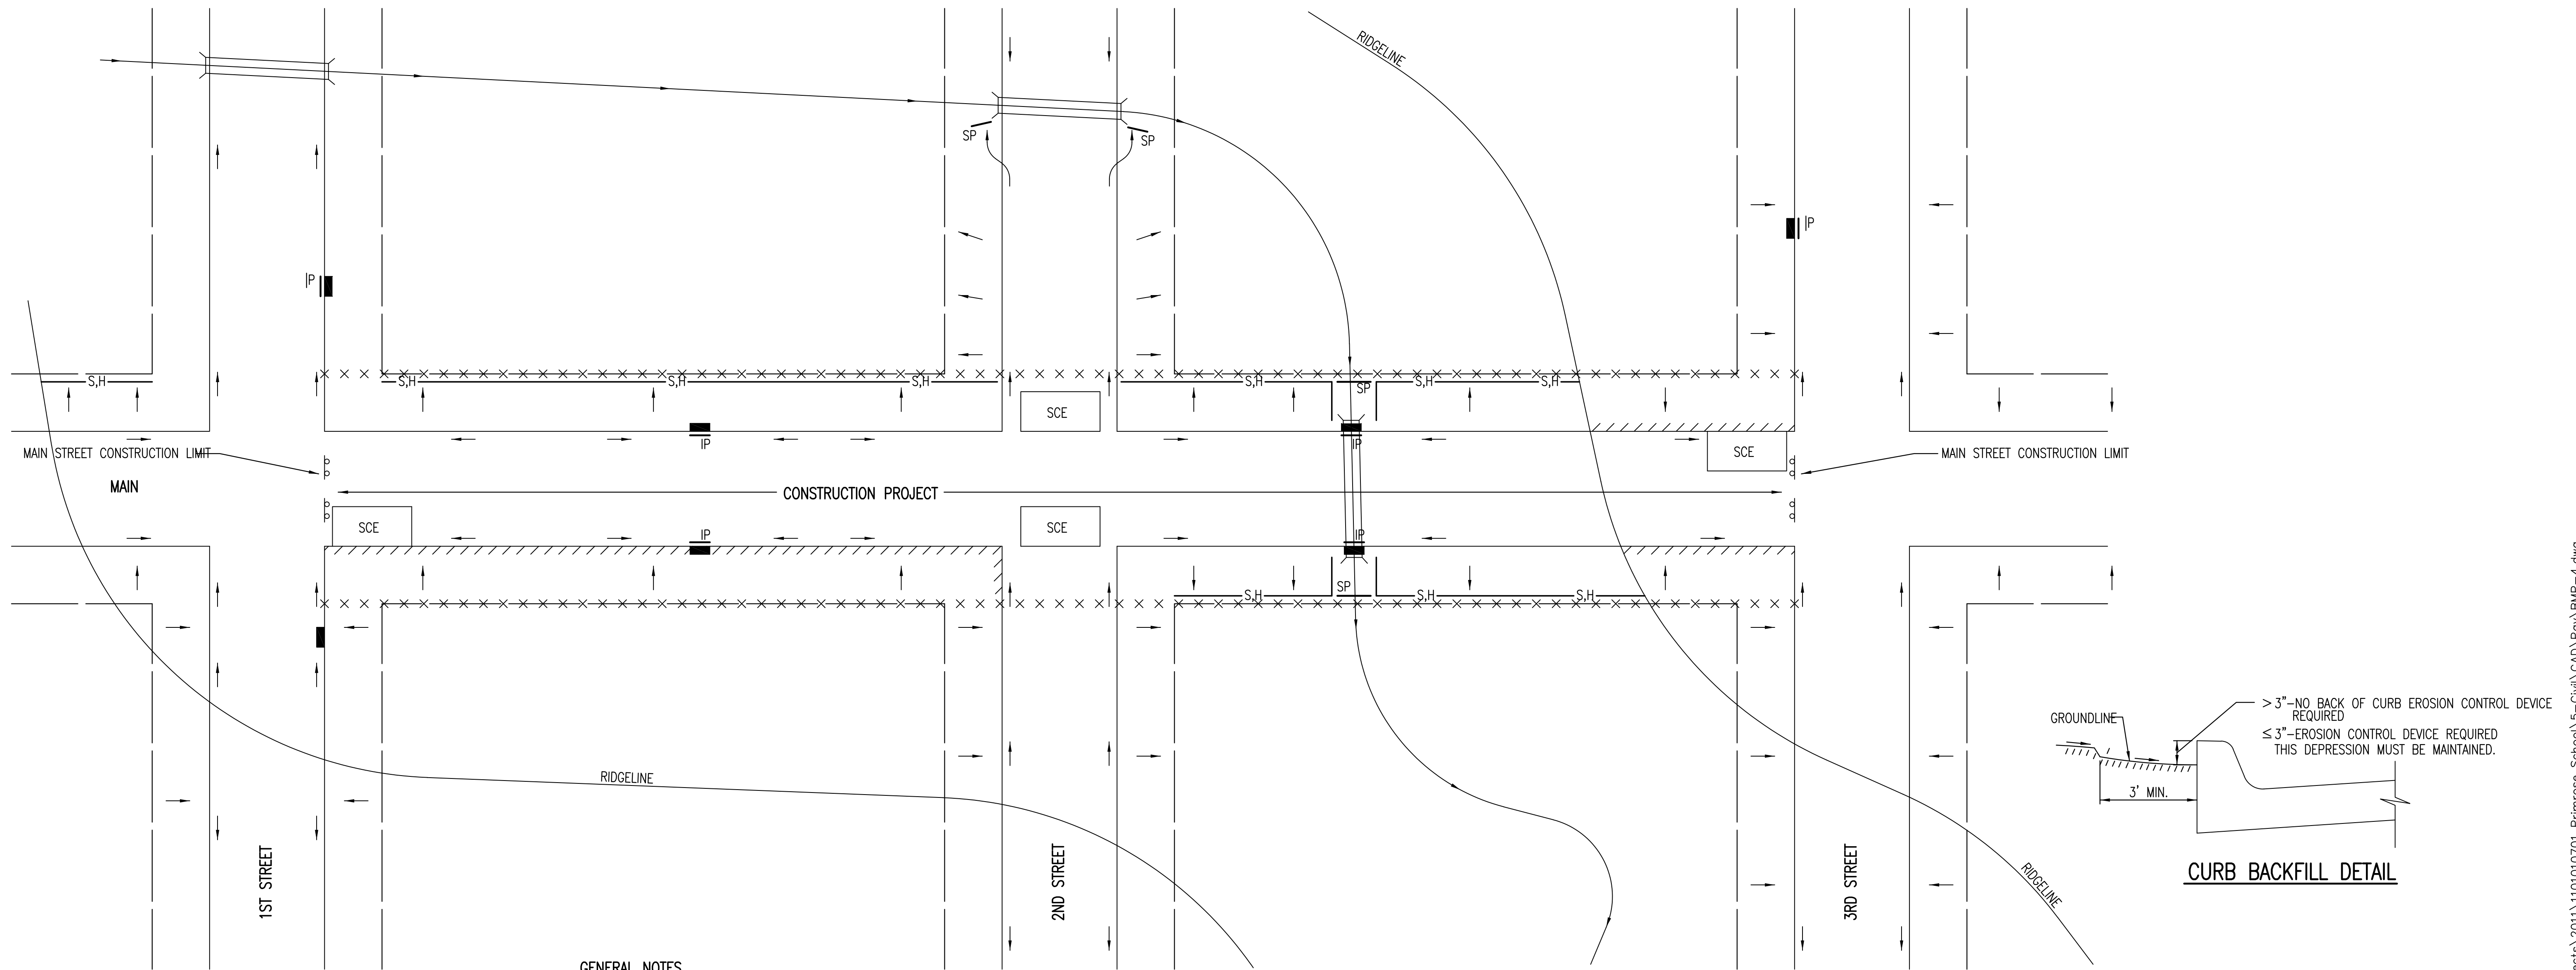 RIDGELINE
SP
SP
IP
IP
S,H
S,H
S,H
S,H
S,H
SP
S,H
S,H
SCE
IP
IP
SCE
MAIN STREET CONSTRUCTION LIMIT
MAIN STREET CONSTRUCTION LIMIT
MAIN
CONSTRUCTION PROJECT
SCE
SCE
IP
IP
SP
S,H
S,H
S,H
> 3"-NO BACK OF CURB EROSION CONTROL DEVICE
REQUIRED
GROUNDLINE
≤ 3"-EROSION CONTROL DEVICE REQUIRED
THIS DEPRESSION MUST BE MAINTAINED.
RIDGELINE
3' MIN.
CURB BACKFILL DETAIL
1ST STREET
2ND STREET
3RD STREET
RIDGELINE
GENERAL NOTES